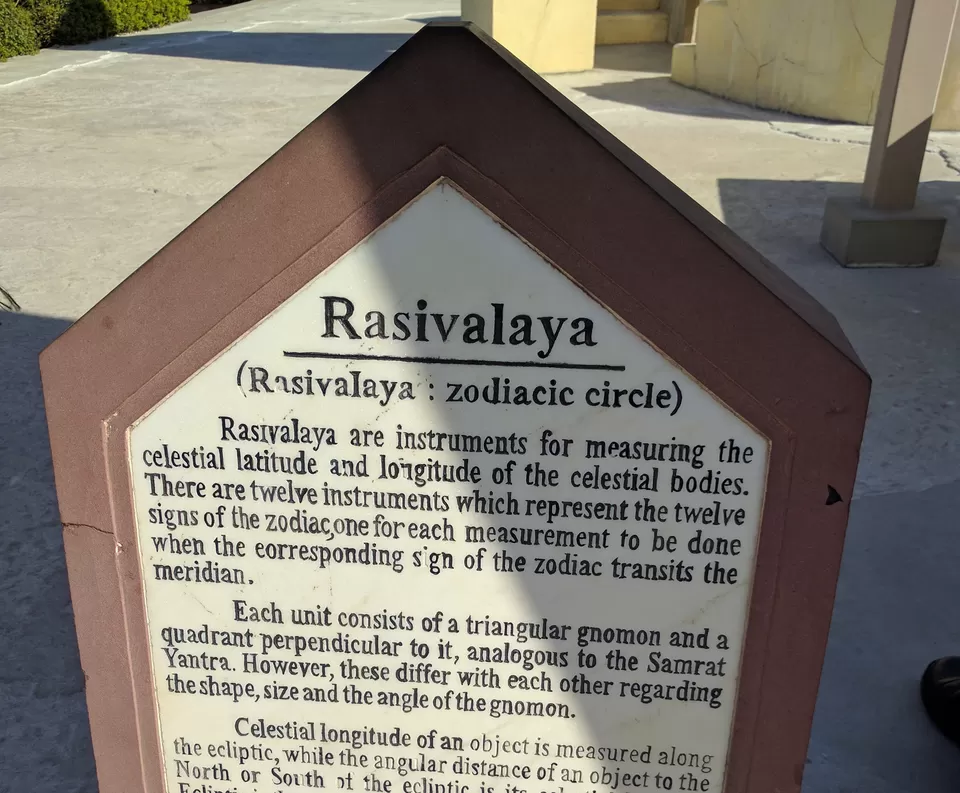 Rasivalaya
(Rasivalaya : zodiacic circle)
Rasivalaya are instruments for measuring the
celestial latitude and longitude of the celestial bodies.
There are twelve instruments which represent the twelve
signs of the zodiac,one for each measurement to be done
when the eorresponding sign of the zodiac transits the
meridian.
Each unit consists of a triangular gnomon and a
quadrant perpendicular to it, analogous to the Samrat
Yantra. However, these differ with each other regarding
the shape, size and the angle of the gnomon.
Celestial longitude of an object is measured along
the ecliptic, while the angular distance of an object to the
North or South of the ecliptic is its